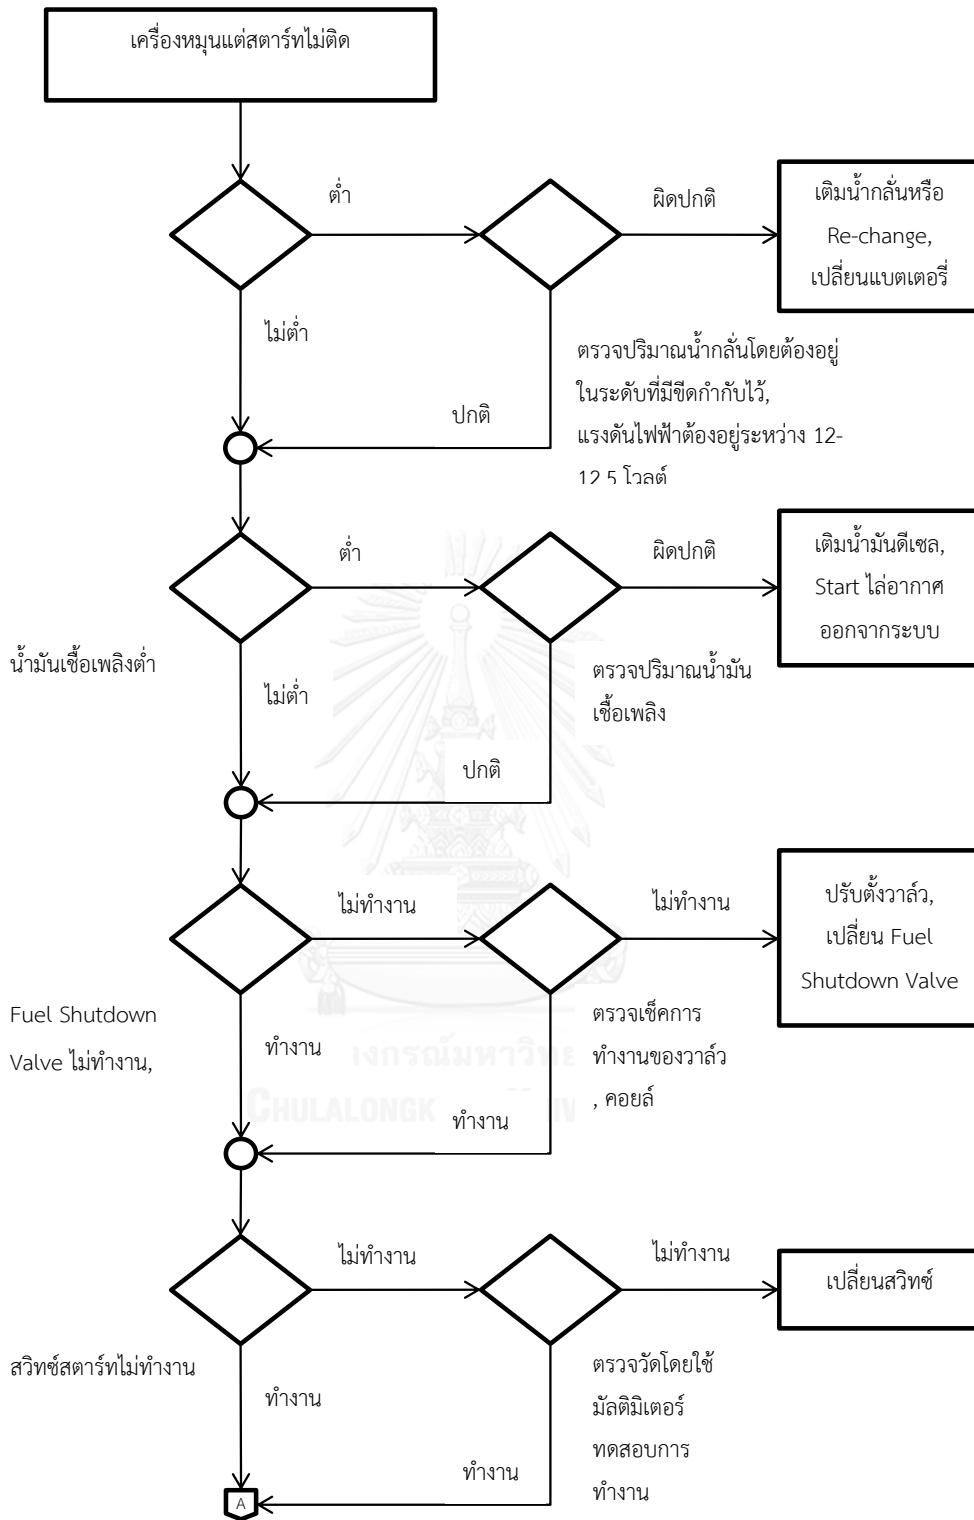 เครื่องหมุนแต่สตาร์ทไม่ติด
ต่ำ
ผิดปกติ
เติมน้ำกลั่นหรือ
Re-change,
เปลี่ยนแบตเตอรี่
ไม่ต่ำ
ตรวจปริมาณน้ำกลั่นโดยต้องอยู่
ในระดับที่มีขีดกำกับไว้,
แรงดันไฟฟ้าต้องอยู่ระหว่าง 12-
12.5 โวลต์
ปกติ
ต่ำ
ผิดปกติ
เติมน้ำมันดีเซล,
Start ไล่อากาศ
ออกจากระบบ
น้ำมันเชื้อเพลิงต่ำ
ไม่ต่ำ
ตรวจปริมาณน้ำมัน
เชื้อเพลิง
ปกติ
ไม่ทำงาน
ไม่ทำงาน
ปรับตั้งวาล์ว,
เปลี่ยน Fuel
Shutdown Valve
Fuel Shutdown
Valve ไม่ทำงาน,
ทำงาน
ตรวจเช็คการ
ทำงานของวาล์ว
, คอยล์
ทำงาน
งกรณ์มหาวิทย
CHULALONGK
ไม่ทำงาน
ไม่ทำงาน
เปลี่ยนสวิทซ์
สวิทซ์สตาร์ทไม่ทำงาน
ทำงาน
ตรวจวัดโดยใช้
มัลติมิเตอร์
ทดสอบการ
ทำงาน
ทำงาน
A